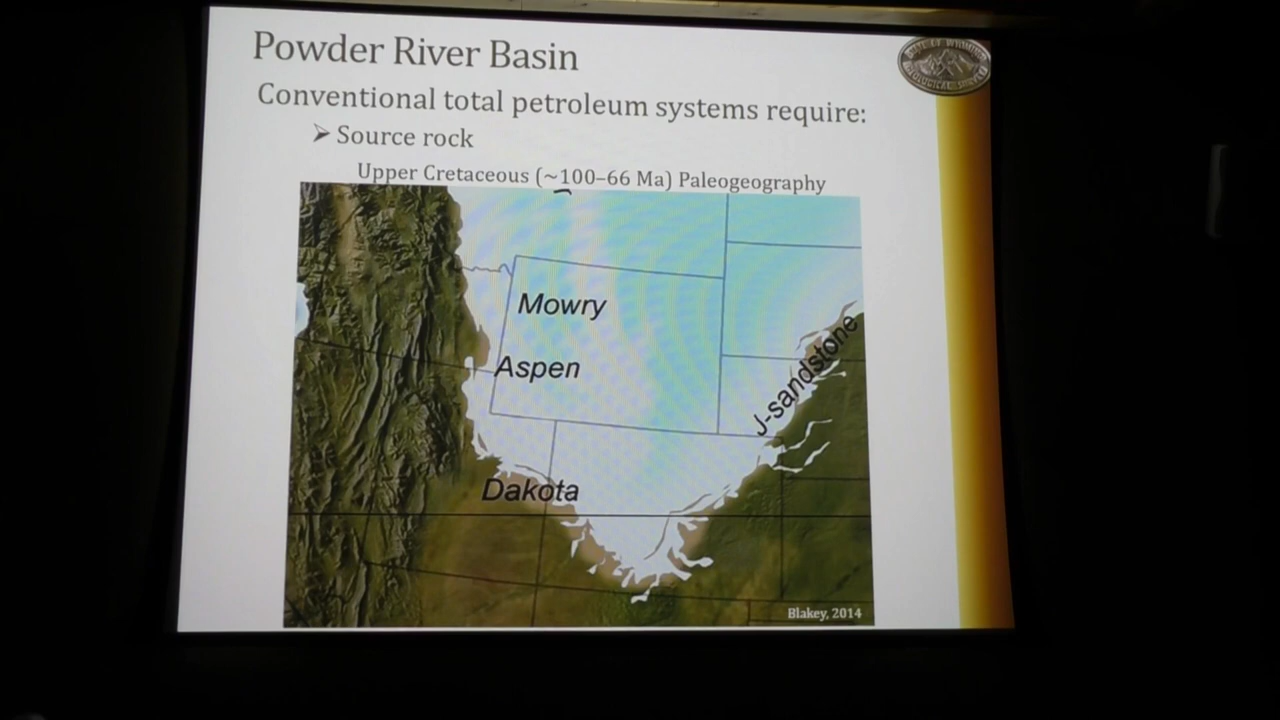 Powder River Basin
Conventional total petroleum systems require:
➤ Source rock
Upper Cretaceous (~100–66 Ma) Paleogeography
Mowry
Aspen
J-sandstone
Dakota
Blakey, 2014